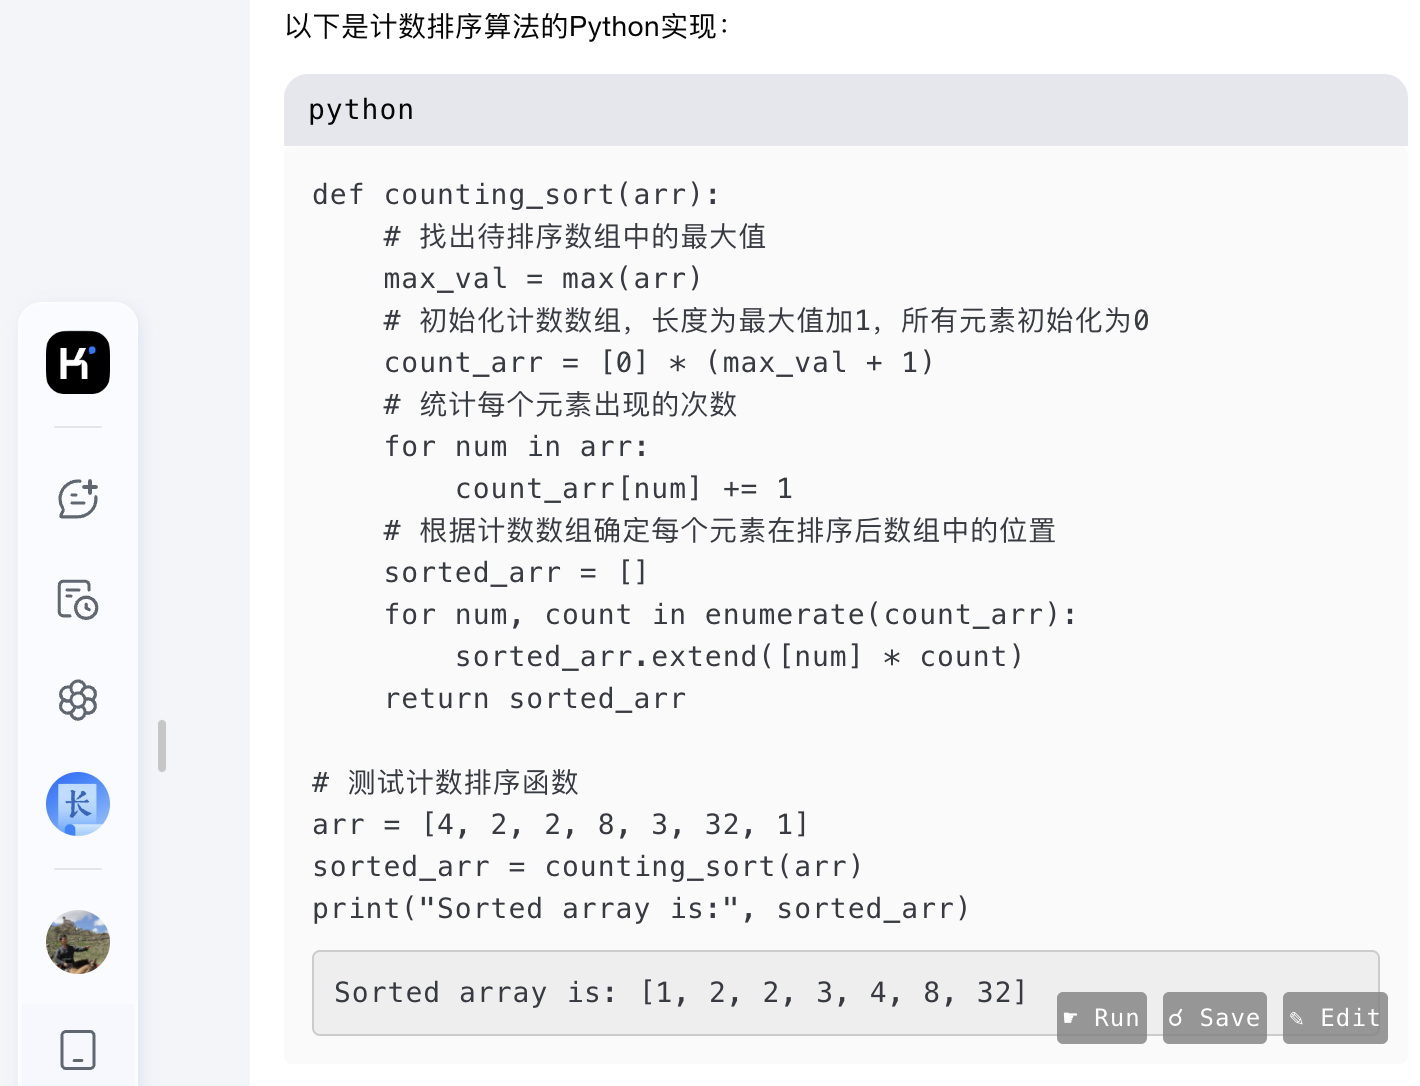 以下是计数排序算法的Python实现：
python
def counting_sort(arr):
    # 找出待排序数组中的最大值
    max_val = max(arr)
    # 初始化计数数组，长度为最大值加1，所有元素初始化为0
    count_arr = [0] * (max_val + 1)
    # 统计每个元素出现的次数
    for num in arr:
        count_arr[num] += 1
    # 根据计数数组确定每个元素在排序后数组中的位置
    sorted_arr = []
    for num, count in enumerate(count_arr):
        sorted_arr.extend([num] * count)
    return sorted_arr
# 测试计数排序函数
arr = [4, 2, 2, 8, 3, 32, 1]
sorted_arr = counting_sort(arr)
print("Sorted array is:", sorted_arr)
Sorted array is: [1, 2, 2, 3, 4, 8, 32]
☛ Run
☌ Save
✎ Edit
K
长